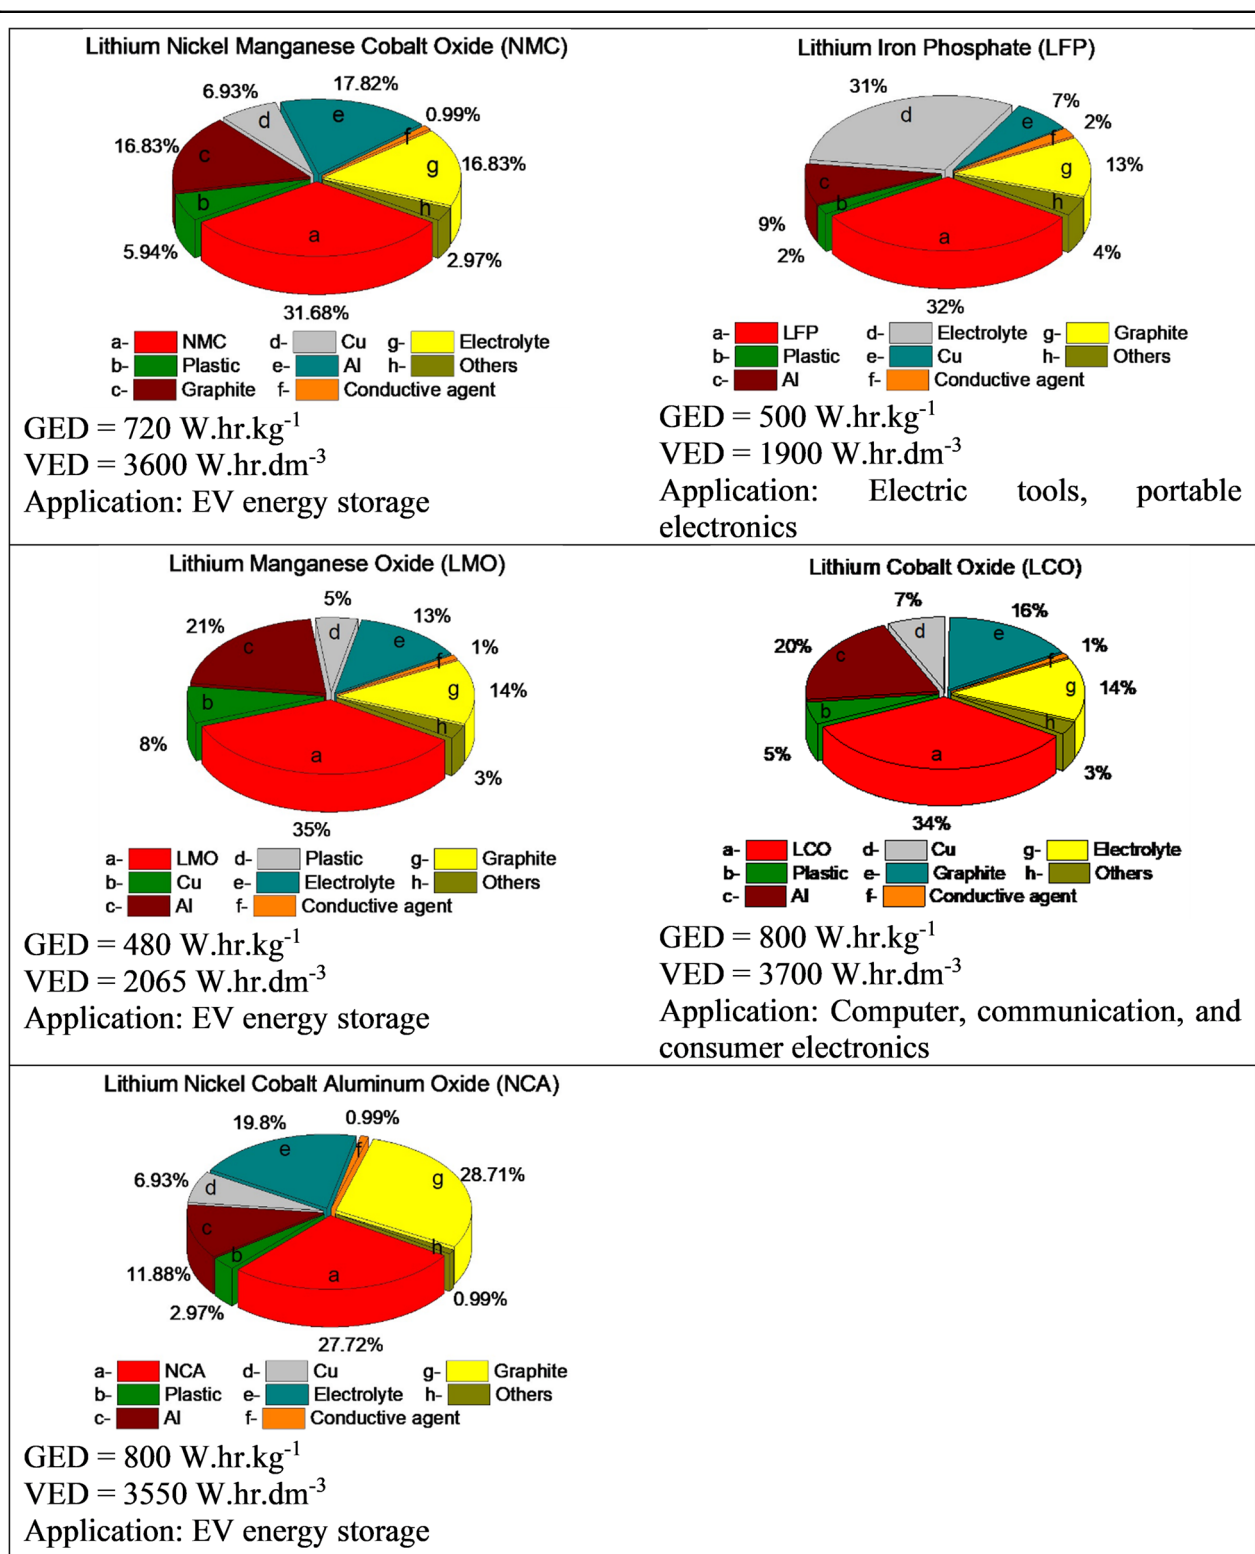 Lithium Nickel Manganese Cobalt Oxide (NMC)
6.93%
17.82%
0.99%
16.83%
16.83%
5.94%
2.97%
31.68%
a
b
c
d
e
f
g
h
a- NMC d- Cu g- Electrolyte
b- Plastic e- Al h- Others
c- Graphite f- Conductive agent
GED = 720 W.hr.kg⁻¹
VED = 3600 W.hr.dm⁻³
Application: EV energy storage
Lithium Iron Phosphate (LFP)
31%
7%
2%
13%
9%
2%
4%
32%
a
b
c
d
e
f
g
h
a- LFP d- Electrolyte g- Graphite
b- Plastic e- Cu h- Others
c- Al f- Conductive agent
GED = 500 W.hr.kg⁻¹
VED = 1900 W.hr.dm⁻³
Application: Electric tools, portable
electronics
Lithium Manganese Oxide (LMO)
5%
13%
21%
1%
14%
8%
3%
35%
a
b
c
d
e
f
g
h
a- LMO d- Plastic g- Graphite
b- Cu e- Electrolyte h- Others
c- Al f- Conductive agent
GED = 480 W.hr.kg⁻¹
VED = 2065 W.hr.dm⁻³
Application: EV energy storage
Lithium Cobalt Oxide (LCO)
7%
16%
20%
1%
14%
5%
3%
34%
a
b
c
d
e
f
g
h
a- LCO d- Cu g- Electrolyte
b- Plastic e- Graphite h- Others
c- Al f- Conductive agent
GED = 800 W.hr.kg⁻¹
VED = 3700 W.hr.dm⁻³
Application: Computer, communication, and
consumer electronics
Lithium Nickel Cobalt Aluminum Oxide (NCA)
19.8%
0.99%
6.93%
28.71%
11.88%
2.97%
0.99%
27.72%
a
b
c
d
e
f
g
h
a- NCA d- Cu g- Graphite
b- Plastic e- Electrolyte h- Others
c- Al f- Conductive agent
GED = 800 W.hr.kg⁻¹
VED = 3550 W.hr.dm⁻³
Application: EV energy storage